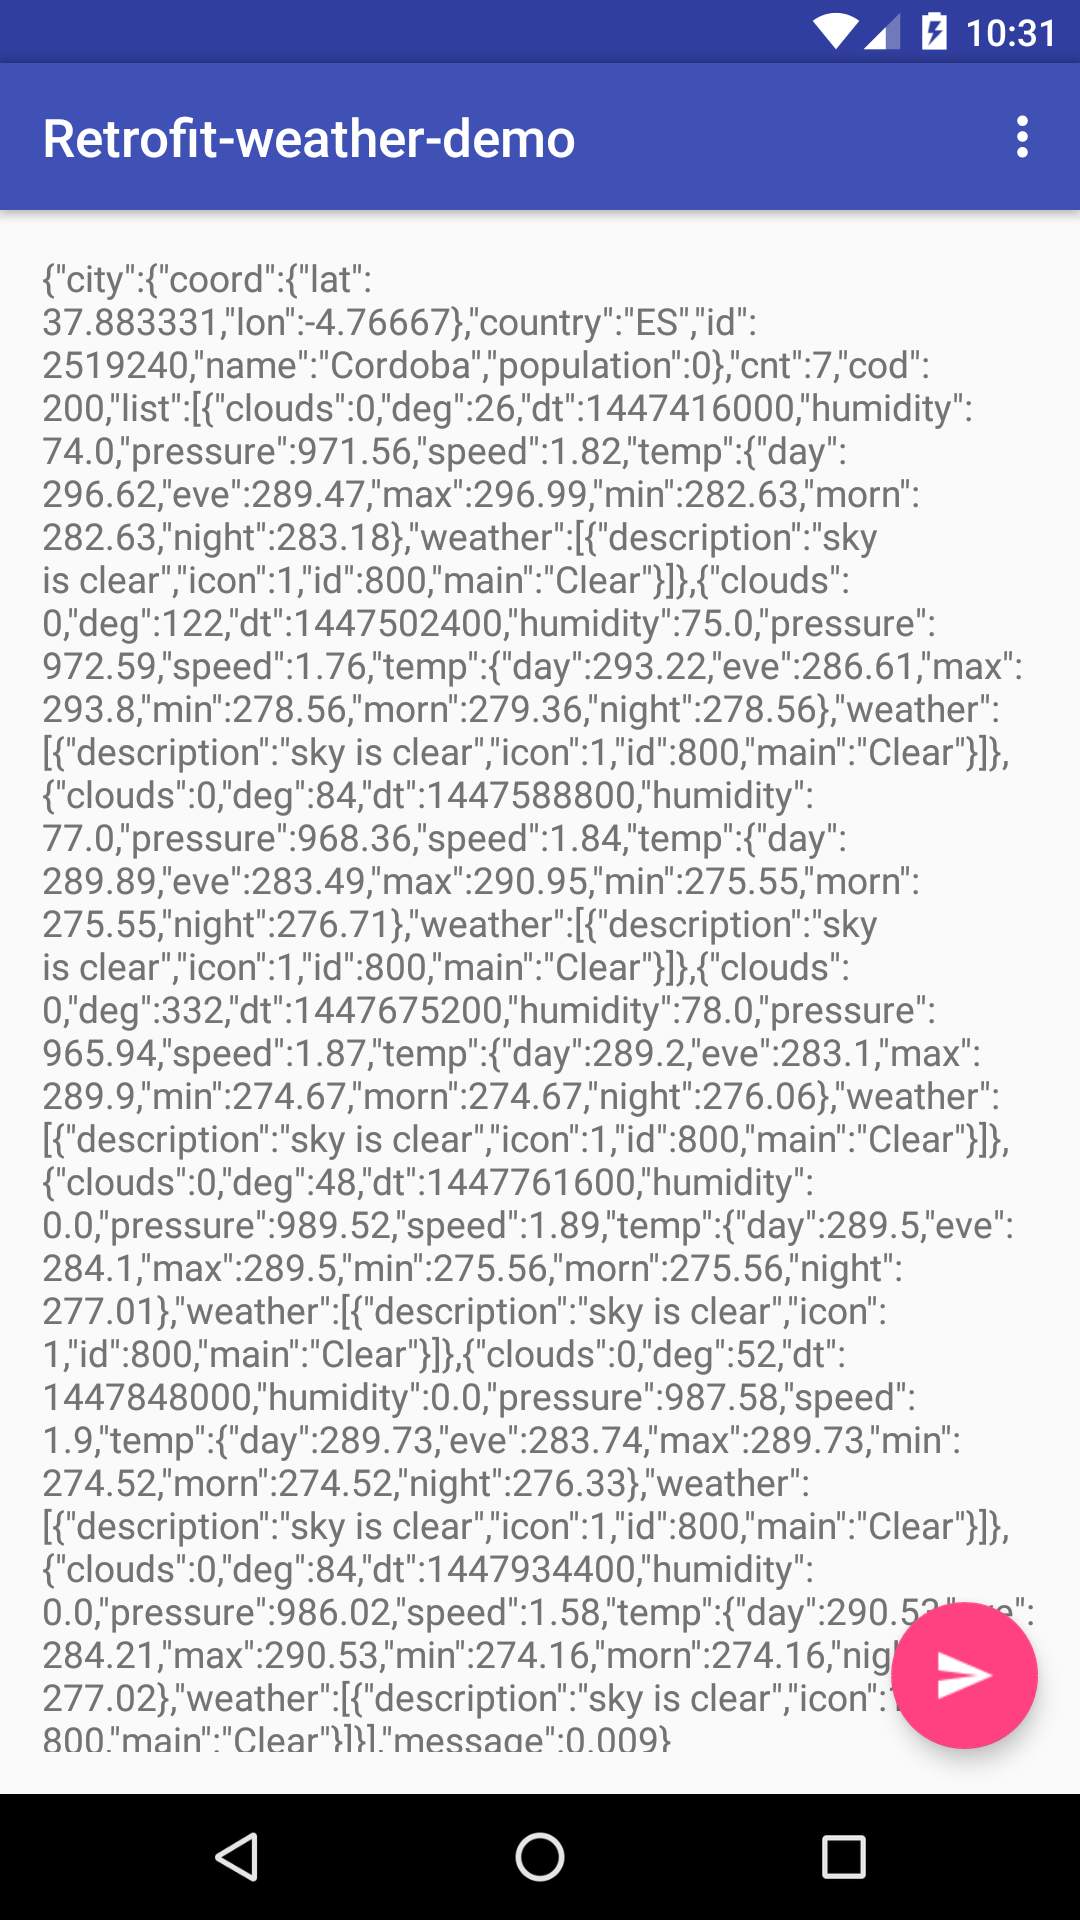 10:31
Retrofit-weather-demo
{"city":{"coord":{"lat":
37.883331,"lon":-4.76667},"country":"ES","id":
2519240,"name":"Cordoba","population":0},"cnt":7,"cod":
200,"list":[{"clouds":0,"deg":26,"dt":1447416000,"humidity":
74.0,"pressure":971.56,"speed":1.82,"temp":{"day":
296.62,"eve":289.47,"max":296.99,"min":282.63,"morn":
282.63,"night":283.18},"weather":[{"description":"sky
is clear","icon":1,"id":800,"main":"Clear"}]},{"clouds":
0,"deg":122,"dt":1447502400,"humidity":75.0,"pressure":
972.59,"speed":1.76,"temp":{"day":293.22,"eve":286.61,"max":
293.8,"min":278.56,"morn":279.36,"night":278.56},"weather":
[{"description":"sky is clear","icon":1,"id":800,"main":"Clear"}]},
{"clouds":0,"deg":84,"dt":1447588800,"humidity":
77.0,"pressure":968.36,"speed":1.84,"temp":{"day":
289.89,"eve":283.49,"max":290.95,"min":275.55,"morn":
275.55,"night":276.71},"weather":[{"description":"sky
is clear","icon":1,"id":800,"main":"Clear"}]},{"clouds":
0,"deg":332,"dt":1447675200,"humidity":78.0,"pressure":
965.94,"speed":1.87,"temp":{"day":289.2,"eve":283.1,"max":
289.9,"min":274.67,"morn":274.67,"night":276.06},"weather":
[{"description":"sky is clear","icon":1,"id":800,"main":"Clear"}]},
{"clouds":0,"deg":48,"dt":1447761600,"humidity":
0.0,"pressure":989.52,"speed":1.89,"temp":{"day":289.5,"eve":
284.1,"max":289.5,"min":275.56,"morn":275.56,"night":
277.01},"weather":[{"description":"sky is clear","icon":
1,"id":800,"main":"Clear"}]},{"clouds":0,"deg":52,"dt":
1447848000,"humidity":0.0,"pressure":987.58,"speed":
1.9,"temp":{"day":289.73,"eve":283.74,"max":289.73,"min":
274.52,"morn":274.52,"night":276.33},"weather":
[{"description":"sky is clear","icon":1,"id":800,"main":"Clear"}]},
{"clouds":0,"deg":84,"dt":1447934400,"humidity":
0.0,"pressure":986.02,"speed":1.58,"temp":{"day":290.53,"eve":
284.21,"max":290.53,"min":274.16,"morn":274.16,"nig
277.02},"weather":[{"description":"sky is clear","icon":
800,"main":"Clear"}]}],"message":0.009}